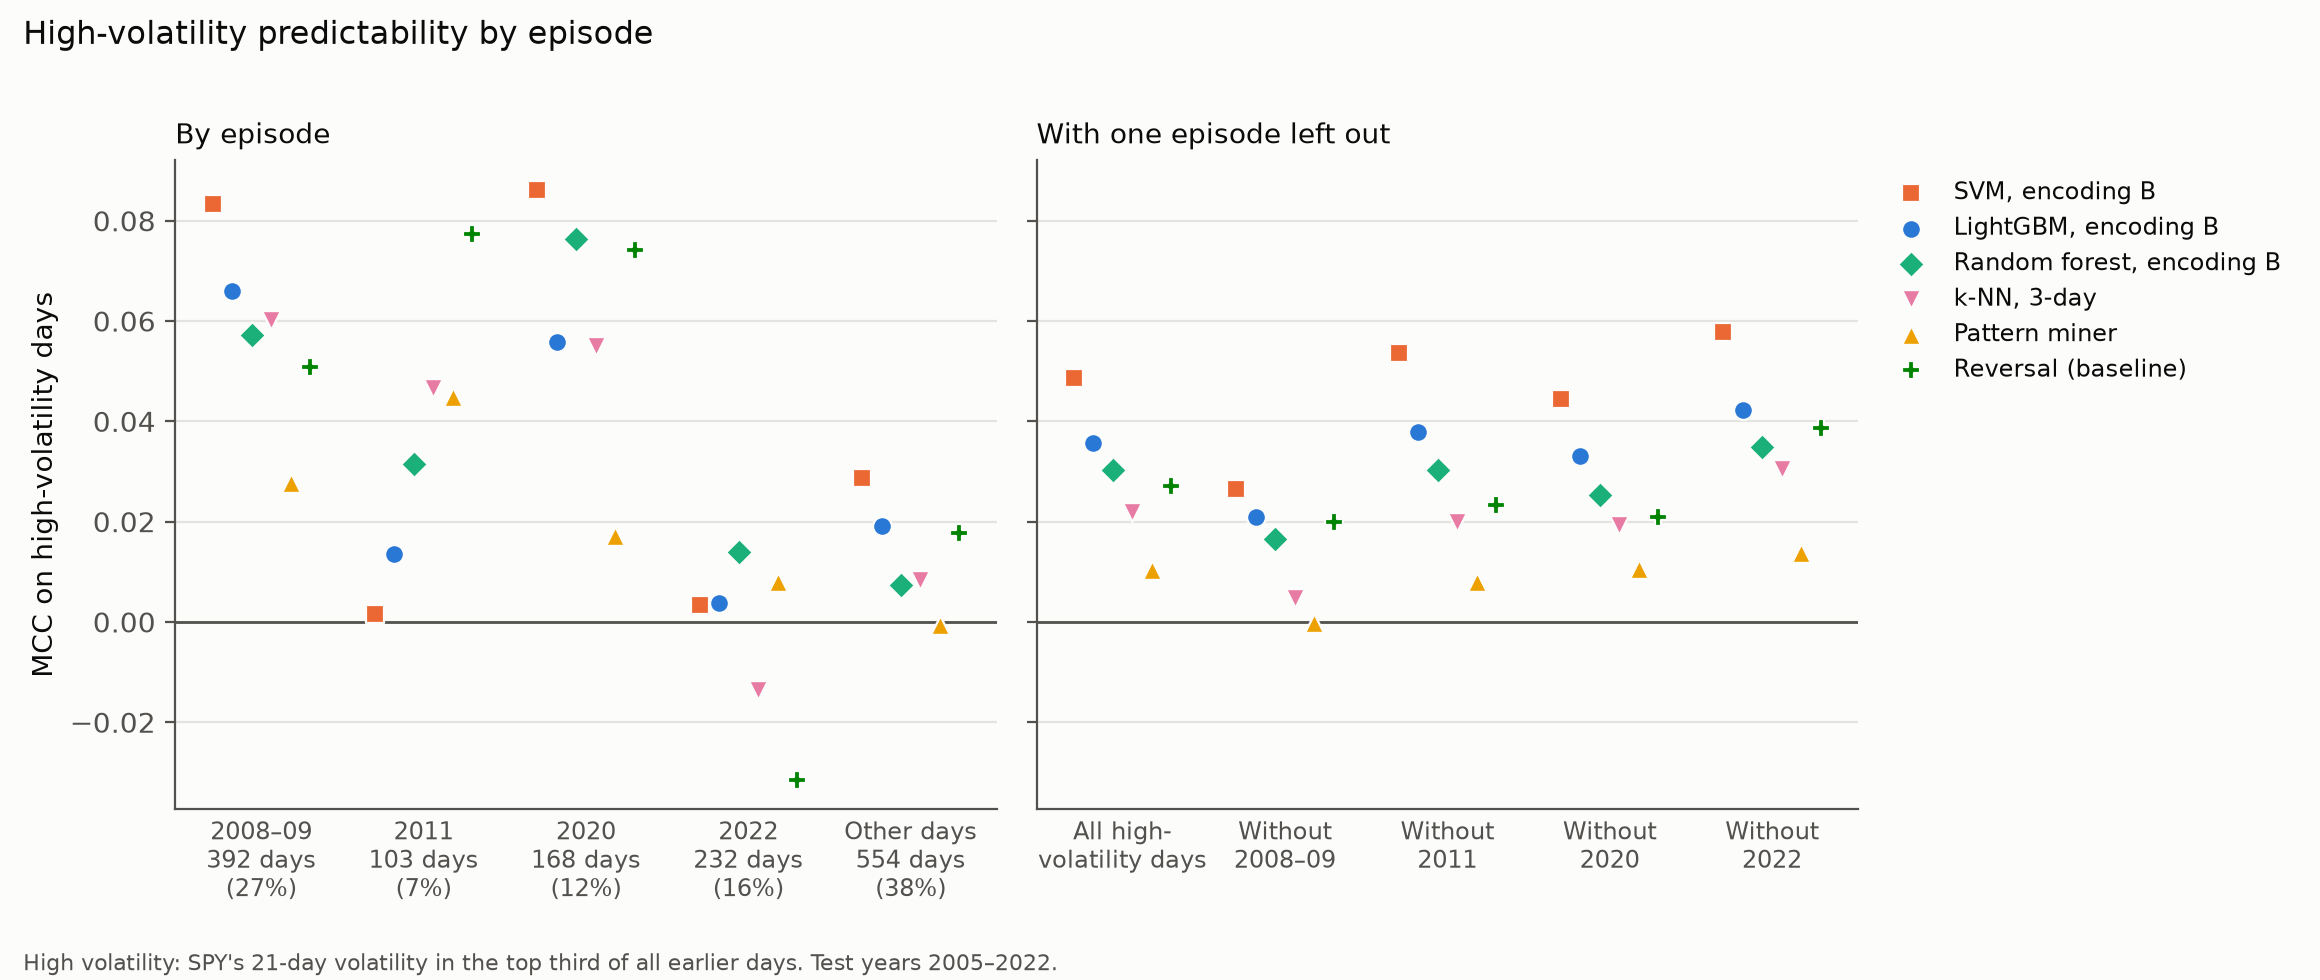 High-volatility predictability by episode
By episode
With one episode left out
MCC on high-volatility days
0.08
0.06
0.04
0.02
0.00
−0.02
2008–09
392 days
(27%)
2011
103 days
(7%)
2020
168 days
(12%)
2022
232 days
(16%)
Other days
554 days
(38%)
All high-
volatility days
Without
2008–09
Without
2011
Without
2020
Without
2022
SVM, encoding B
LightGBM, encoding B
Random forest, encoding B
k-NN, 3-day
Pattern miner
Reversal (baseline)
High volatility: SPY's 21-day volatility in the top third of all earlier days. Test years 2005–2022.